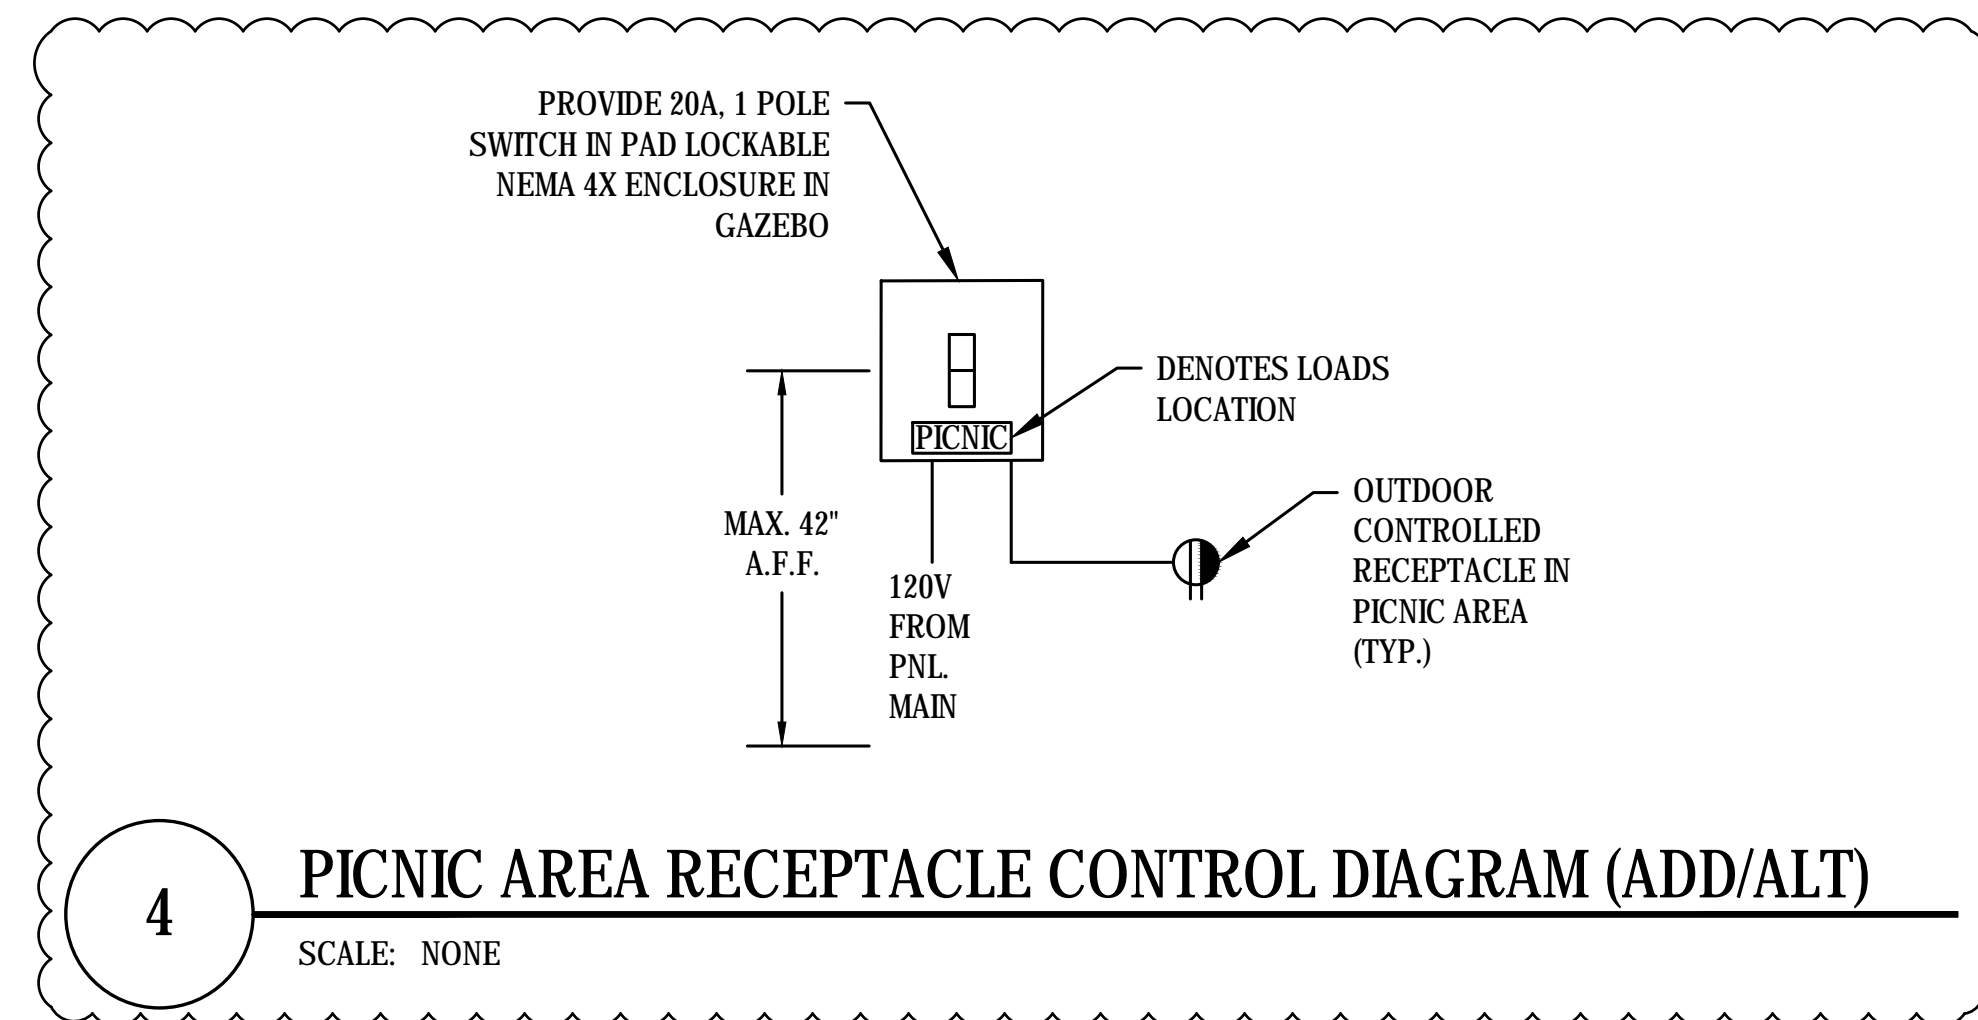 PROVIDE 20A, 1 POLE
SWITCH IN PAD LOCKABLE
NEMA 4X ENCLOSURE IN
GAZEBO
PICNIC
DENOTES LOADS
LOCATION
MAX. 42"
A.F.F.
120V
FROM
PNL.
MAIN
OUTDOOR
CONTROLLED
RECEPTACLE IN
PICNIC AREA
(TYP.)
4
PICNIC AREA RECEPTACLE CONTROL DIAGRAM (ADD/ALT)
SCALE: NONE